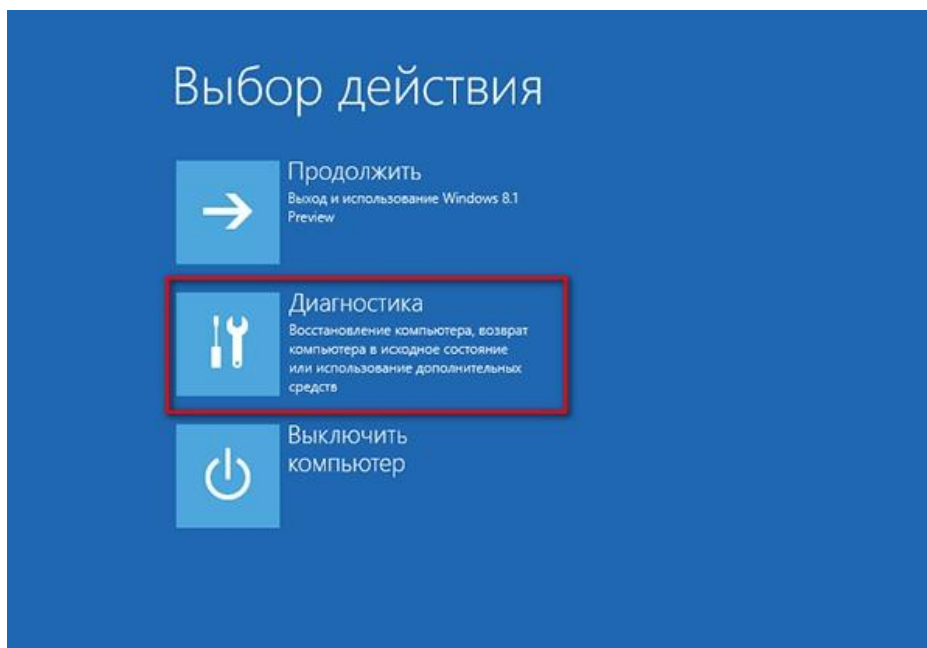 Выбор действия
Продолжить
Выход и использование Windows 8.1
Preview
Диагностика
Восстановление компьютера, возврат
компьютера в исходное состояние
или использование дополнительных
средств
Выключить
компьютер